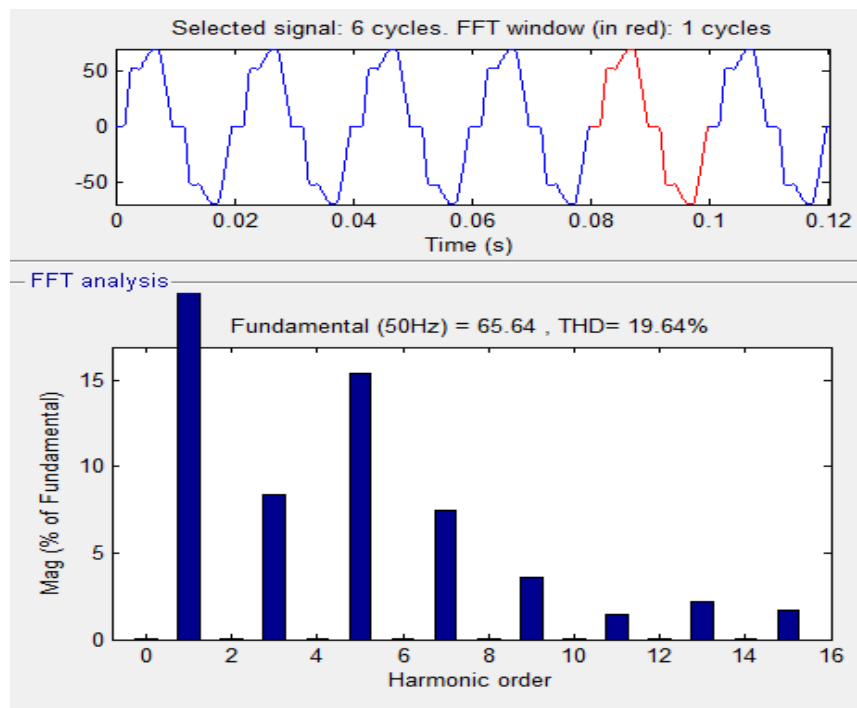 Selected signal: 6 cycles. FFT window (in red): 1 cycles
50
0
-50
0 0.02 0.04 0.06 0.08 0.1 0.12
Time (s)
FFT analysis
Fundamental (50Hz) = 65.64 , THD= 19.64%
Mag (% of Fundamental)
15
10
5
0
0 2 4 6 8 10 12 14 16
Harmonic order